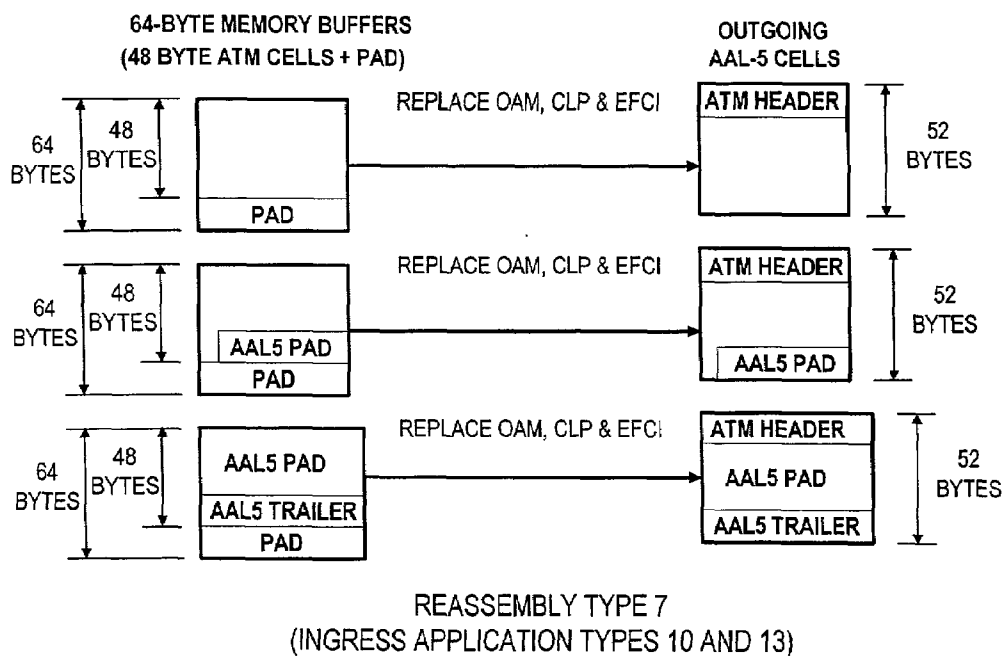 64-BYTE MEMORY BUFFERS
(48 BYTE ATM CELLS + PAD)
OUTGOING
AAL-5 CELLS
REPLACE OAM, CLP & EFCI
ATM HEADER
64
BYTES
48
BYTES
PAD
52
BYTES
REPLACE OAM, CLP & EFCI
ATM HEADER
64
BYTES
48
BYTES
AAL5 PAD
PAD
AAL5 PAD
52
BYTES
REPLACE OAM, CLP & EFCI
ATM HEADER
64
BYTES
48
BYTES
AAL5 PAD
AAL5 TRAILER
PAD
AAL5 PAD
AAL5 TRAILER
52
BYTES
REASSEMBLY TYPE 7
(INGRESS APPLICATION TYPES 10 AND 13)